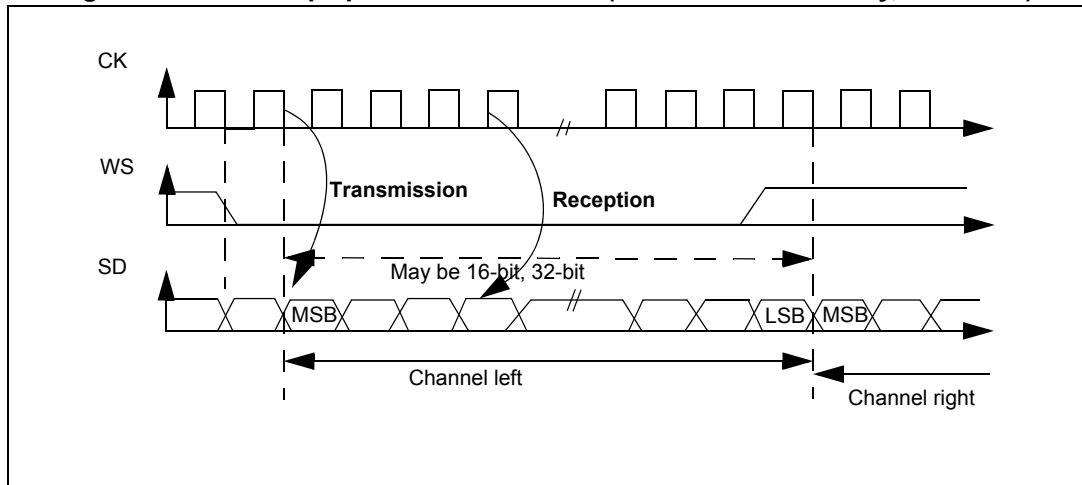 CK
WS
Transmission
Reception
SD
May be 16-bit, 32-bit
MSB
LSB
MSB
Channel left
Channel right